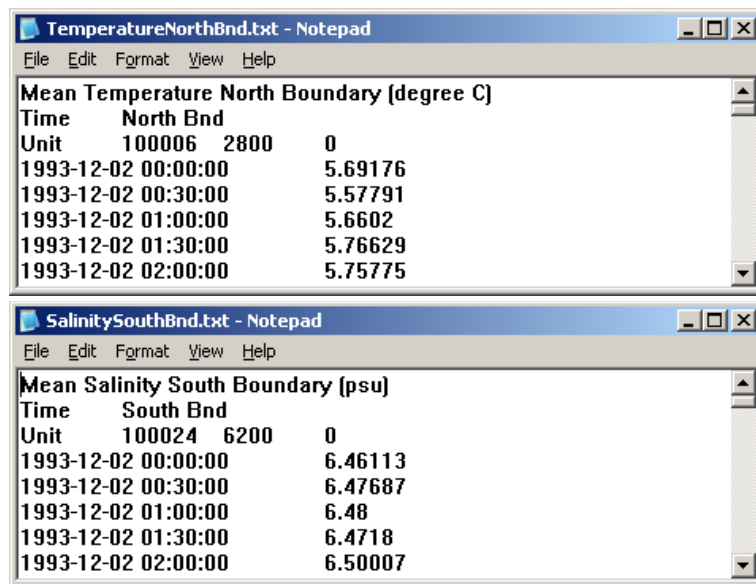 TemperatureNorthBnd.txt - Notepad
File Edit Format View Help
Mean Temperature North Boundary (degree C)
Time North Bnd
Unit 100006 2800 0
1993-12-02 00:00:00 5.69176
1993-12-02 00:30:00 5.57791
1993-12-02 01:00:00 5.6602
1993-12-02 01:30:00 5.76629
1993-12-02 02:00:00 5.75775
SalinitySouthBnd.txt - Notepad
File Edit Format View Help
Mean Salinity South Boundary (psu)
Time South Bnd
Unit 100024 6200 0
1993-12-02 00:00:00 6.46113
1993-12-02 00:30:00 6.47687
1993-12-02 01:00:00 6.48
1993-12-02 01:30:00 6.4718
1993-12-02 02:00:00 6.50007